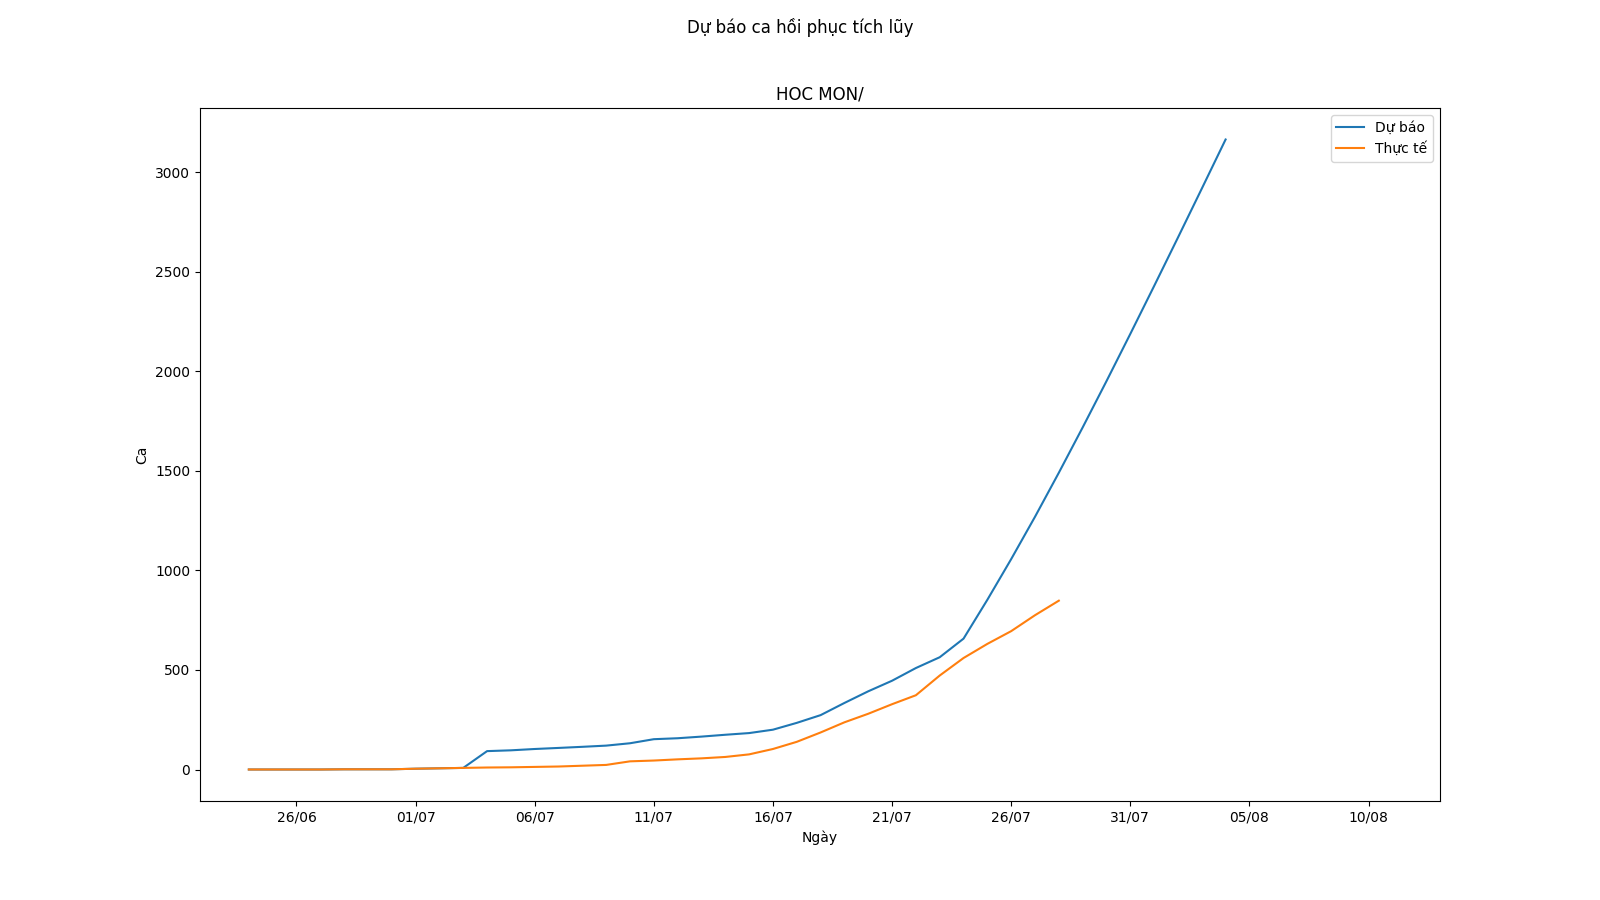 Dự báo ca hồi phục tích lũy
HOC MON/
Dự báo
Thực tế
3000
2500
2000
1500
1000
500
0
Ca
26/06
01/07
06/07
11/07
16/07
21/07
26/07
31/07
05/08
10/08
Ngày